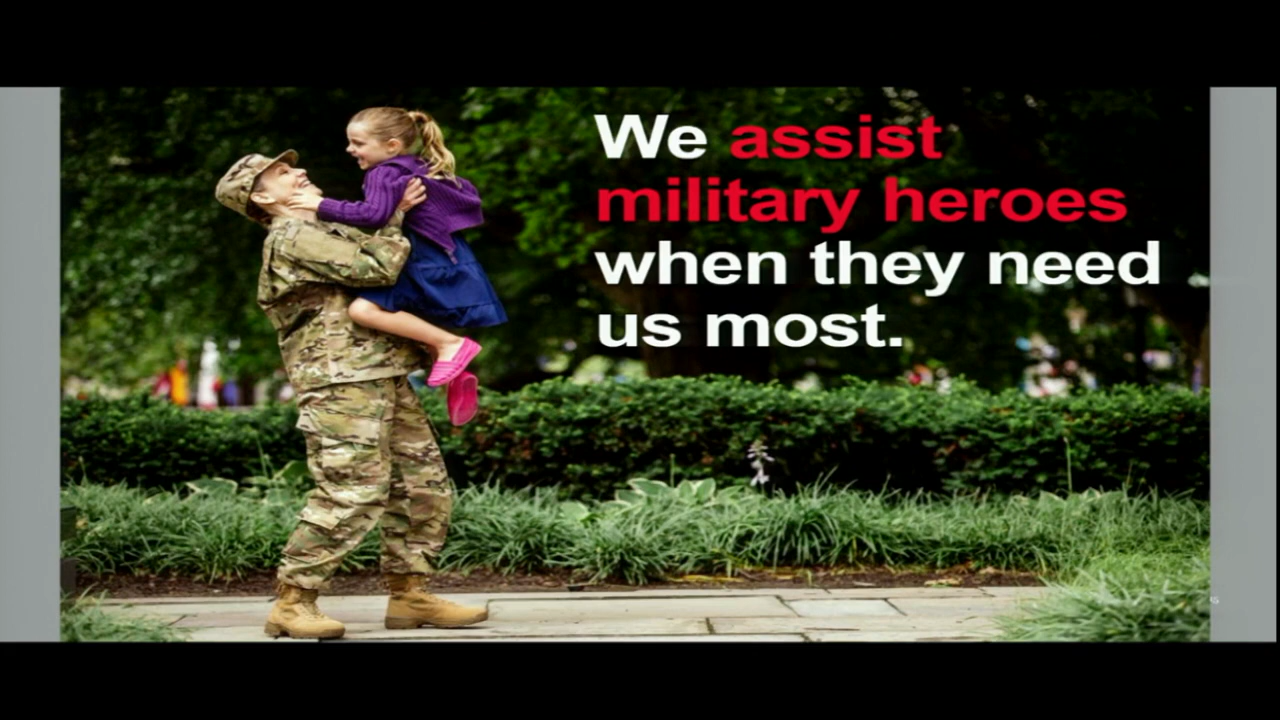 We assist
military heroes
when they need
us most.